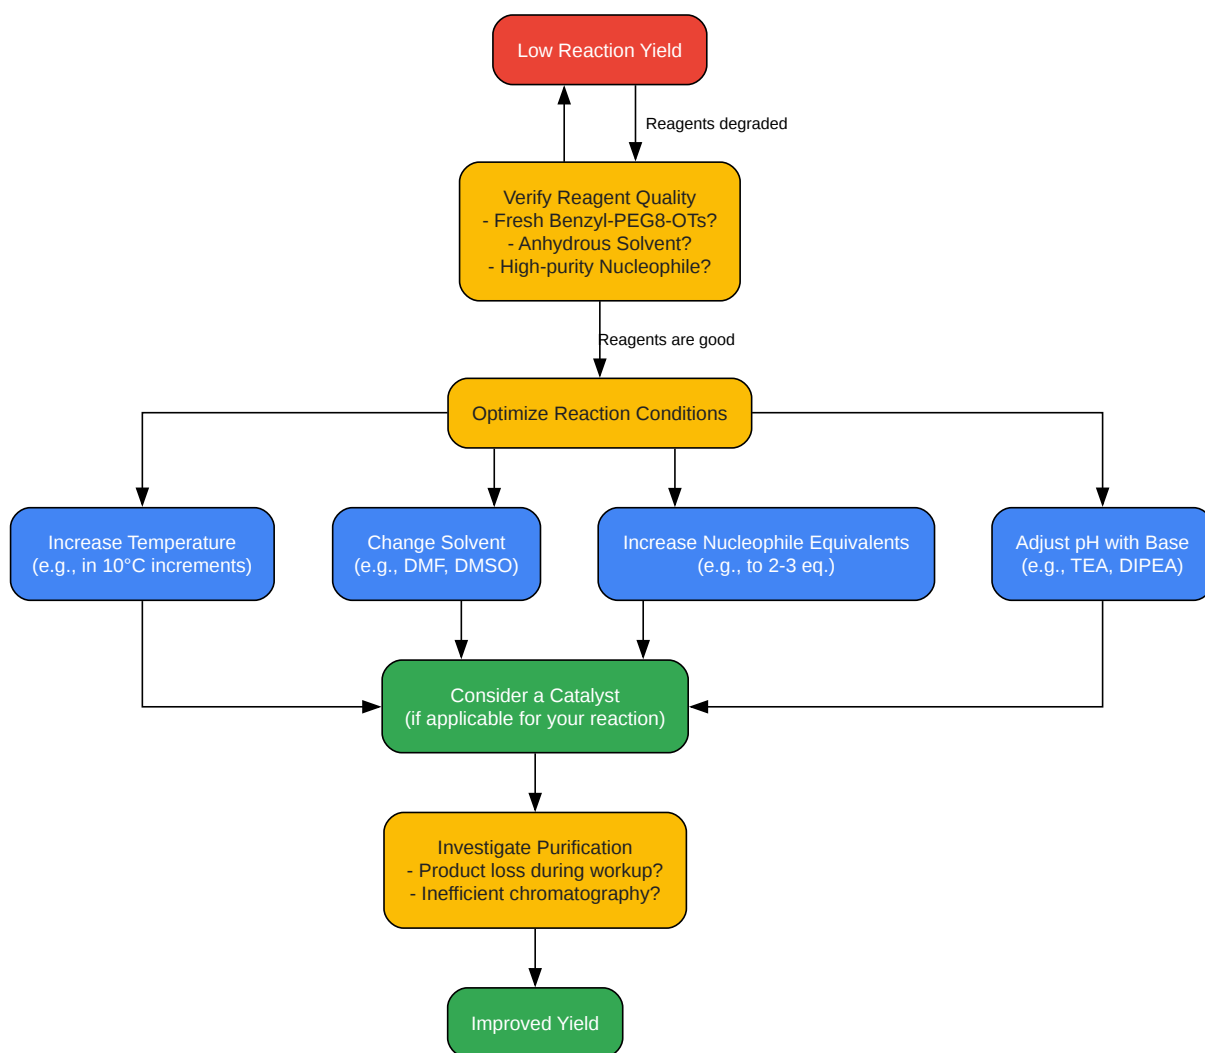 Low Reaction Yield
Reagents degraded
Verify Reagent Quality
- Fresh Benzyl-PEG8-OTs?
- Anhydrous Solvent?
- High-purity Nucleophile?
Reagents are good
Optimize Reaction Conditions
Increase Temperature
(e.g., in 10°C increments)
Change Solvent
(e.g., DMF, DMSO)
Increase Nucleophile Equivalents
(e.g., to 2-3 eq.)
Adjust pH with Base
(e.g., TEA, DIPEA)
Consider a Catalyst
(if applicable for your reaction)
Investigate Purification
- Product loss during workup?
- Inefficient chromatography?
Improved Yield